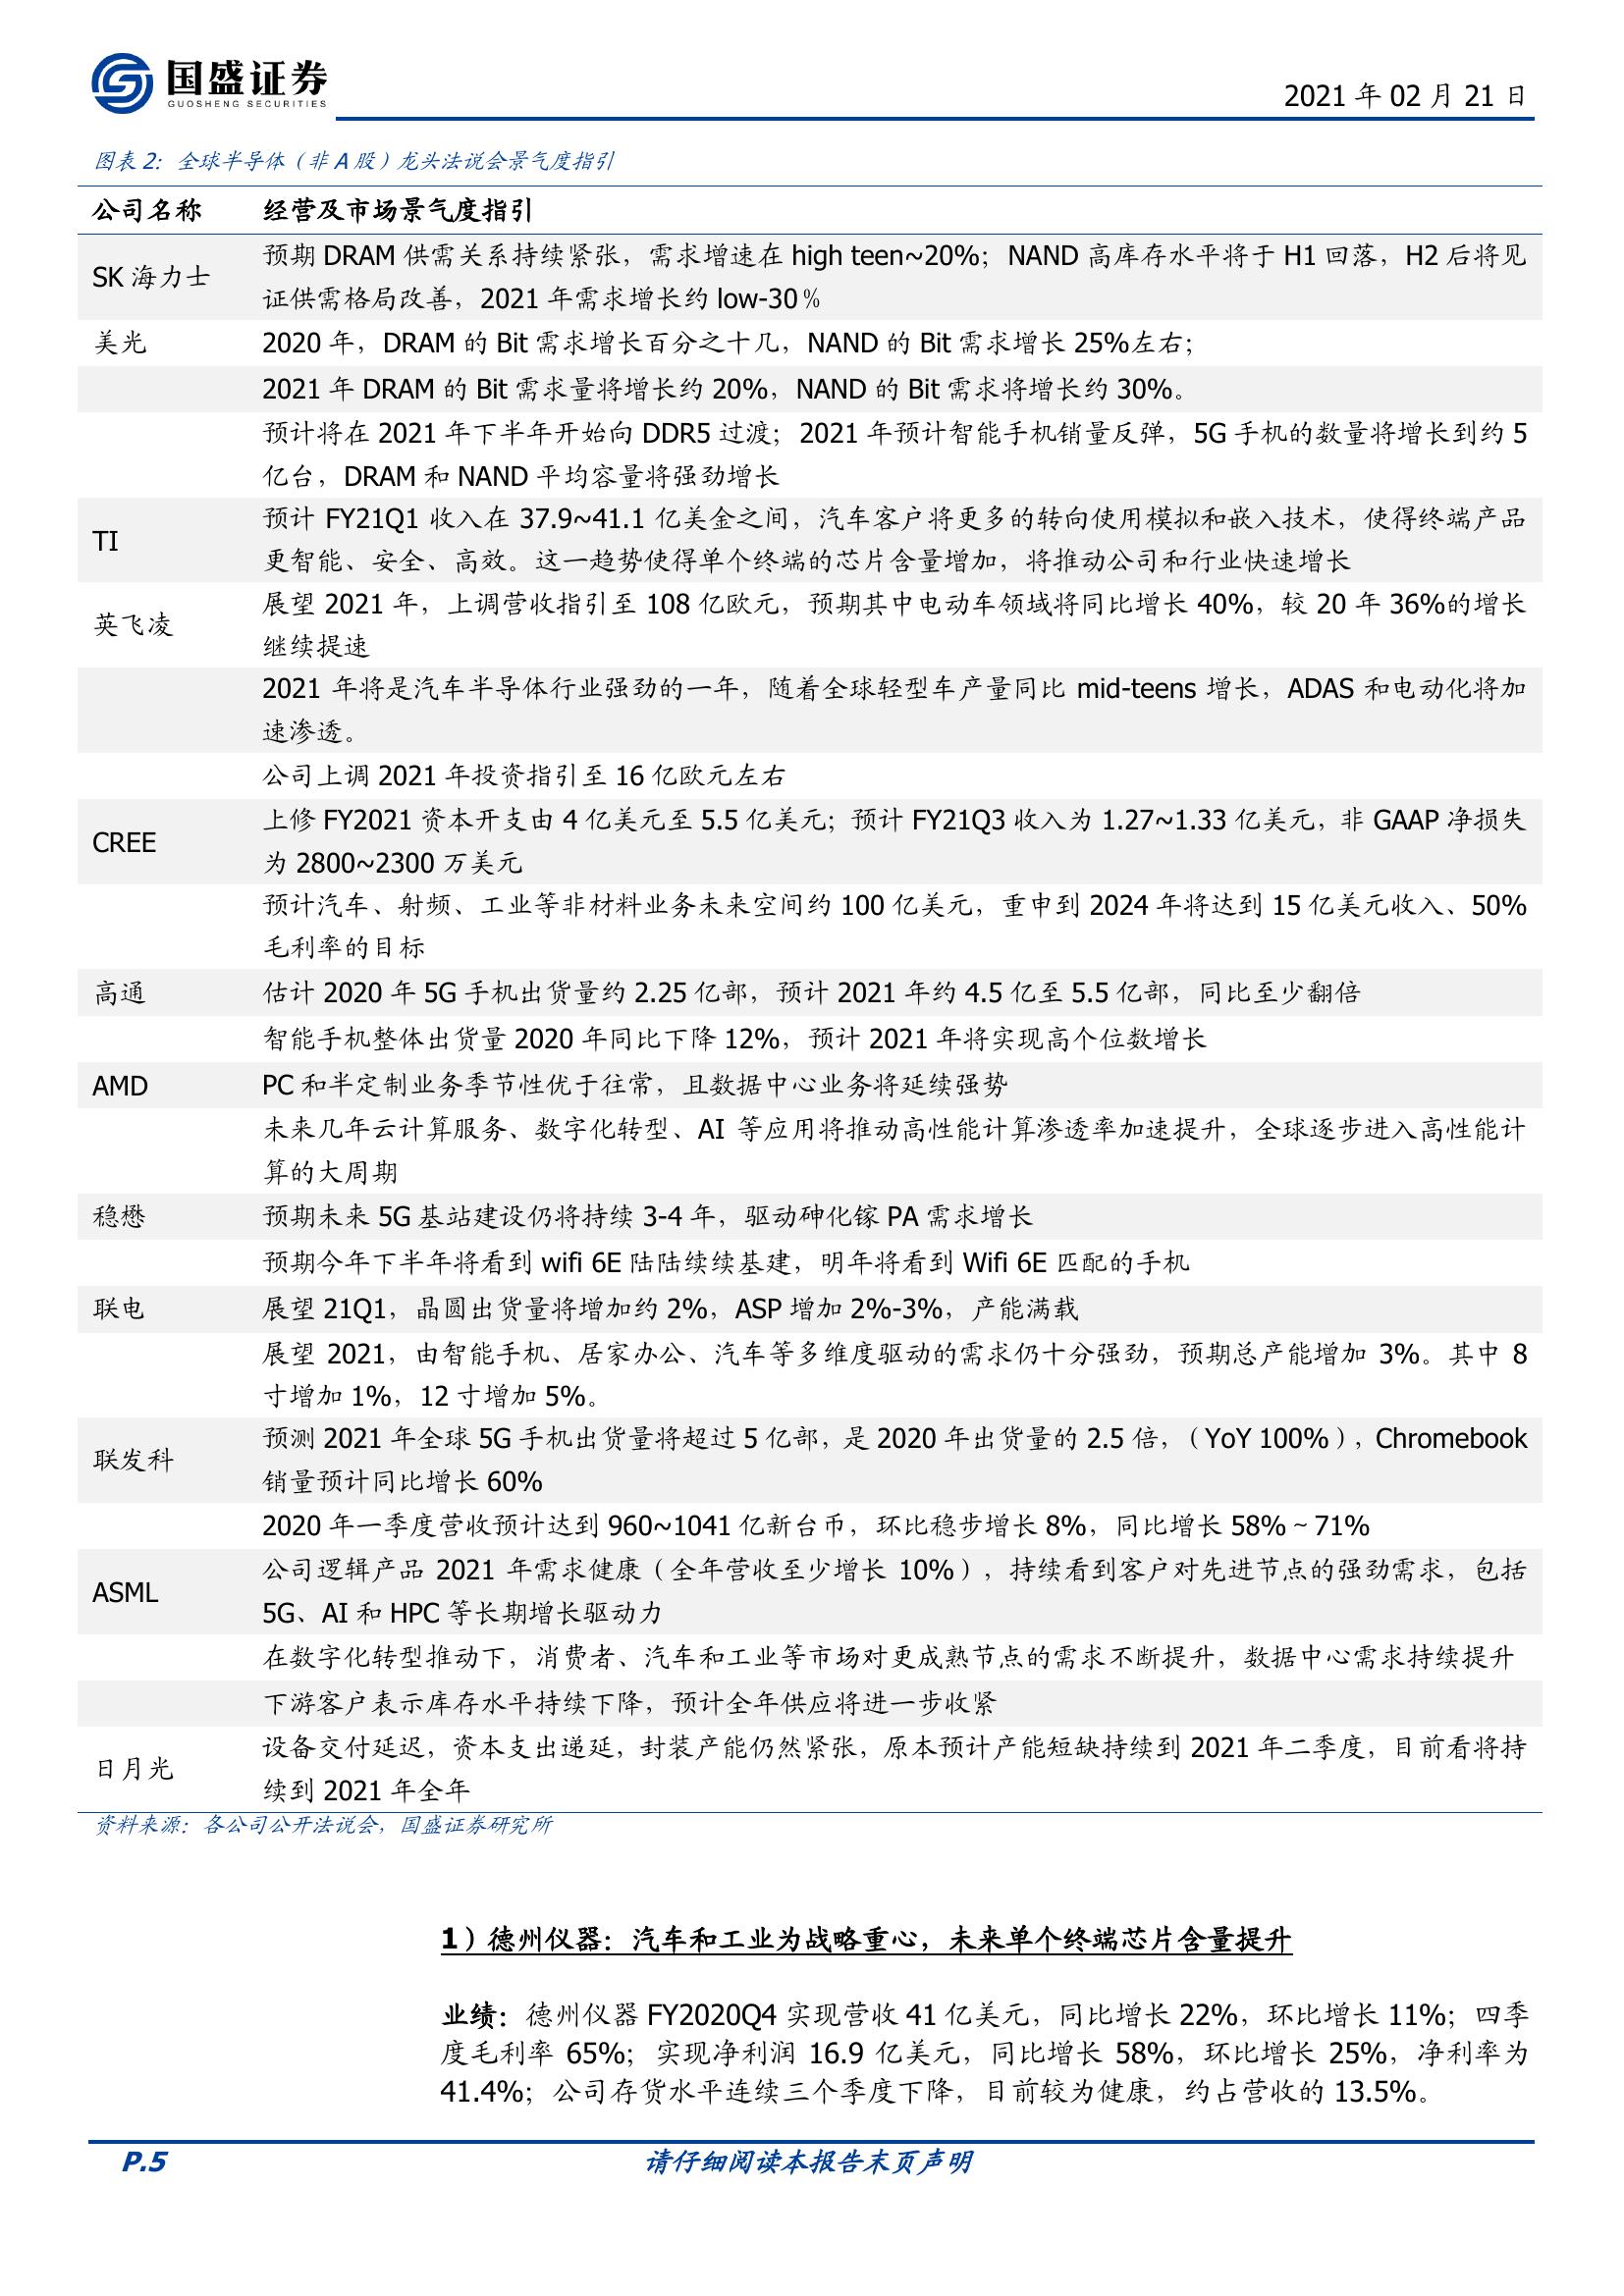 国盛证券
GUOSHENG SECURITIES
2021 年 02 月 21 日
图表 2：全球半导体（非 A 股）龙头法说会景气度指引
公司名称 经营及市场景气度指引
SK 海力士
预期 DRAM 供需关系持续紧张，需求增速在 high teen~20%；NAND 高库存水平将于 H1 回落，H2 后将见
证供需格局改善，2021 年需求增长约 low-30％
美光 2020 年，DRAM 的 Bit 需求增长百分之十几，NAND 的 Bit 需求增长 25%左右；
2021 年 DRAM 的 Bit 需求量将增长约 20%，NAND 的 Bit 需求将增长约 30%。
预计将在 2021 年下半年开始向 DDR5 过渡；2021 年预计智能手机销量反弹，5G 手机的数量将增长到约 5
亿台，DRAM 和 NAND 平均容量将强劲增长
TI
预计 FY21Q1 收入在 37.9~41.1 亿美金之间，汽车客户将更多的转向使用模拟和嵌入技术，使得终端产品
更智能、安全、高效。这一趋势使得单个终端的芯片含量增加，将推动公司和行业快速增长
英飞凌
展望 2021 年，上调营收指引至 108 亿欧元，预期其中电动车领域将同比增长 40%，较 20 年 36%的增长
继续提速
2021 年将是汽车半导体行业强劲的一年，随着全球轻型车产量同比 mid-teens 增长，ADAS 和电动化将加
速渗透。
公司上调 2021 年投资指引至 16 亿欧元左右
CREE
上修 FY2021 资本开支由 4 亿美元至 5.5 亿美元；预计 FY21Q3 收入为 1.27~1.33 亿美元，非 GAAP 净损失
为 2800~2300 万美元
预计汽车、射频、工业等非材料业务未来空间约 100 亿美元，重申到 2024 年将达到 15 亿美元收入、50%
毛利率的目标
高通 估计 2020 年 5G 手机出货量约 2.25 亿部，预计 2021 年约 4.5 亿至 5.5 亿部，同比至少翻倍
智能手机整体出货量 2020 年同比下降 12%，预计 2021 年将实现高个位数增长
AMD PC 和半定制业务季节性优于往常，且数据中心业务将延续强势
未来几年云计算服务、数字化转型、AI 等应用将推动高性能计算渗透率加速提升，全球逐步进入高性能计
算的大周期
稳懋 预期未来 5G 基站建设仍将持续 3-4 年，驱动砷化镓 PA 需求增长
预期今年下半年将看到 wifi 6E 陆陆续续基建，明年将看到 Wifi 6E 匹配的手机
联电 展望 21Q1，晶圆出货量将增加约 2%，ASP 增加 2%-3%，产能满载
展望 2021，由智能手机、居家办公、汽车等多维度驱动的需求仍十分强劲，预期总产能增加 3%。其中 8
寸增加 1%，12 寸增加 5%。
联发科
预测 2021 年全球 5G 手机出货量将超过 5 亿部，是 2020 年出货量的 2.5 倍，（YoY 100%），Chromebook
销量预计同比增长 60%
2020 年一季度营收预计达到 960~1041 亿新台币，环比稳步增长 8%，同比增长 58%～71%
ASML
公司逻辑产品 2021 年需求健康（全年营收至少增长 10%），持续看到客户对先进节点的强劲需求，包括
5G、AI 和 HPC 等长期增长驱动力
在数字化转型推动下，消费者、汽车和工业等市场对更成熟节点的需求不断提升，数据中心需求持续提升
下游客户表示库存水平持续下降，预计全年供应将进一步收紧
日月光
设备交付延迟，资本支出递延，封装产能仍然紧张，原本预计产能短缺持续到 2021 年二季度，目前看将持
续到 2021 年全年
资料来源：各公司公开法说会，国盛证券研究所
1）德州仪器：汽车和工业为战略重心，未来单个终端芯片含量提升
业绩：德州仪器 FY2020Q4 实现营收 41 亿美元，同比增长 22%，环比增长 11%；四季
度毛利率 65%；实现净利润 16.9 亿美元，同比增长 58%，环比增长 25%，净利率为
41.4%；公司存货水平连续三个季度下降，目前较为健康，约占营收的 13.5%。
P.5 请仔细阅读本报告末页声明